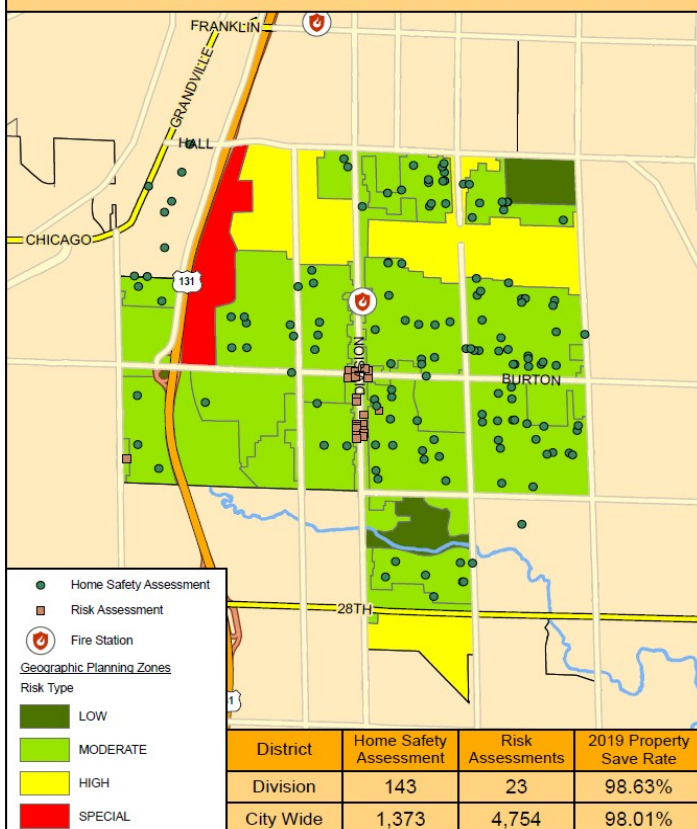 FRANKLIN
GRANDVILLE
HALL
CHICAGO
131
DIVISION
BURTON
28TH
Home Safety Assessment
Risk Assessment
Fire Station
Geographic Planning Zones
Risk Type
LOW
MODERATE
HIGH
SPECIAL
District Home Safety Assessment Risk Assessments 2019 Property Save Rate
Division 143 23 98.63%
City Wide 1,373 4,754 98.01%